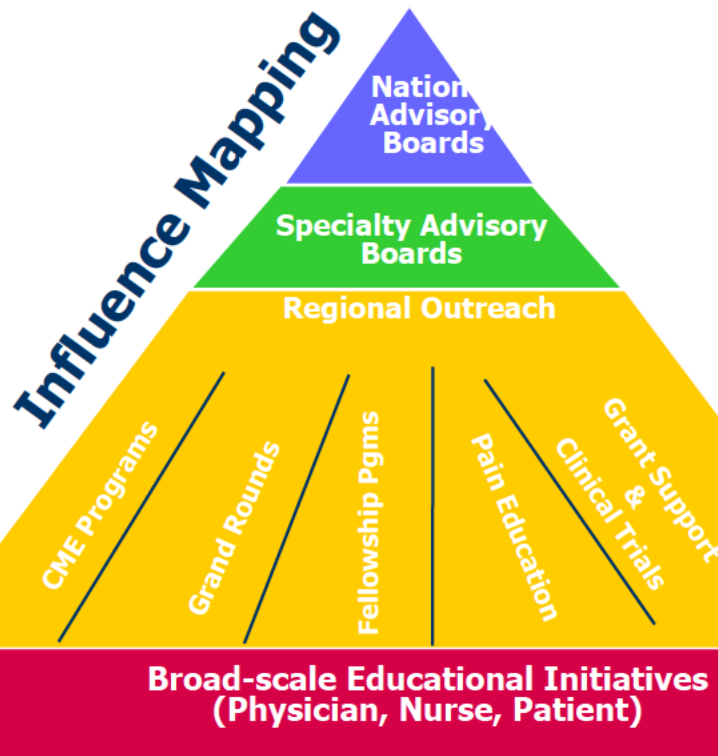 Influence Mapping
Nation
Advisory
Boards
Specialty Advisory
Boards
Regional Outreach
CME Programs
Grand Rounds
Fellowship Pgms
Pain Education
Grant Support
&
Clinical Trials
Broad-scale Educational Initiatives
(Physician, Nurse, Patient)